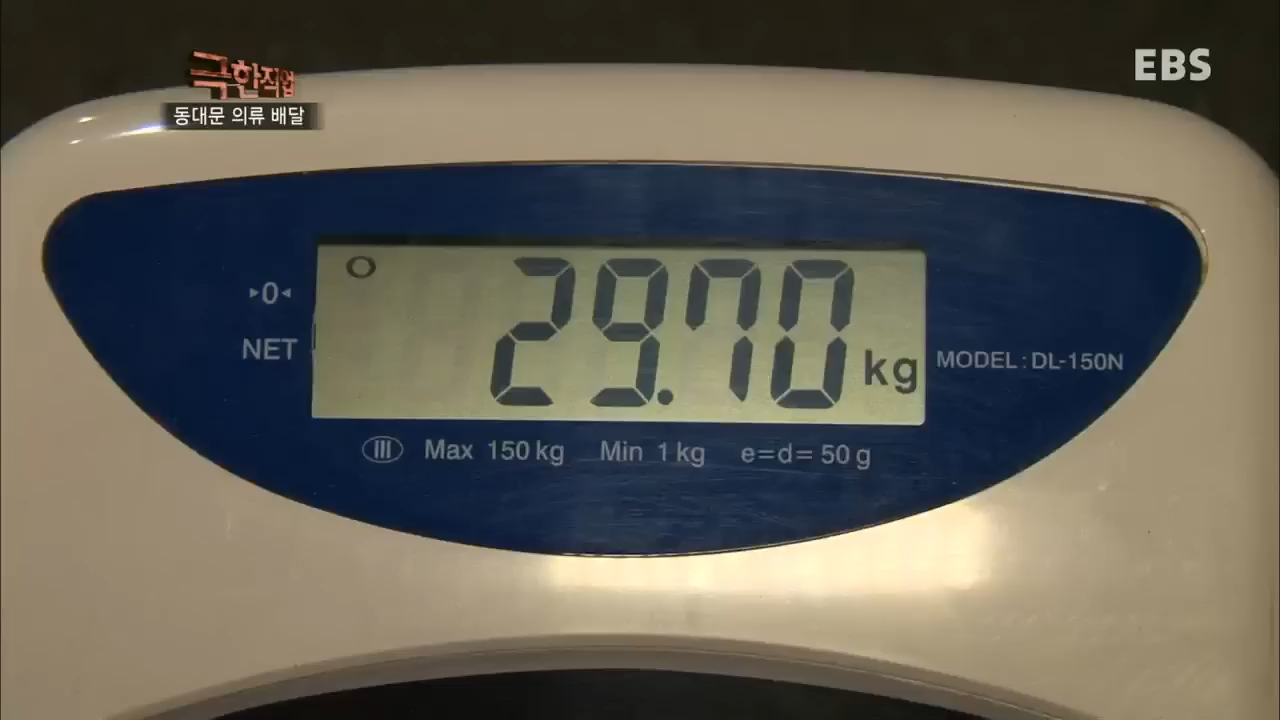 극한직업
EBS
동대문 의류 배달
0
29.70 kg
NET
MODEL : DL-150N
III Max 150 kg Min 1 kg e=d= 50 g